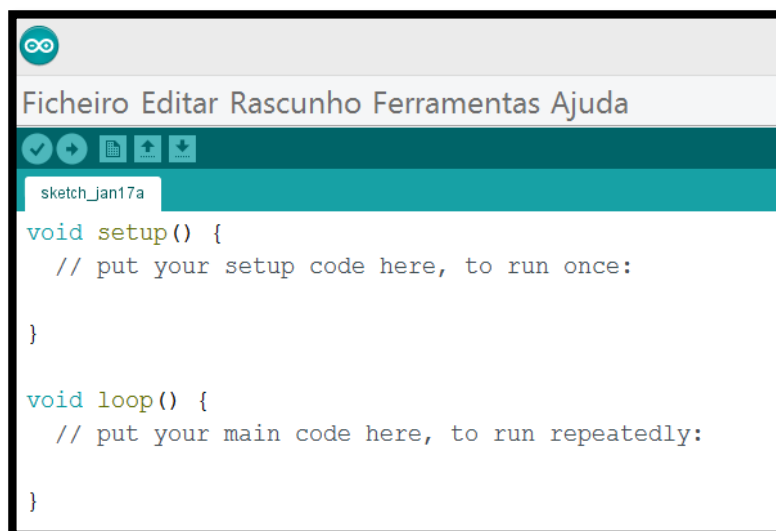 Ficheiro Editar Rascunho Ferramentas Ajuda
sketch_jan17a
void setup() {
  // put your setup code here, to run once:
}
void loop() {
  // put your main code here, to run repeatedly:
}